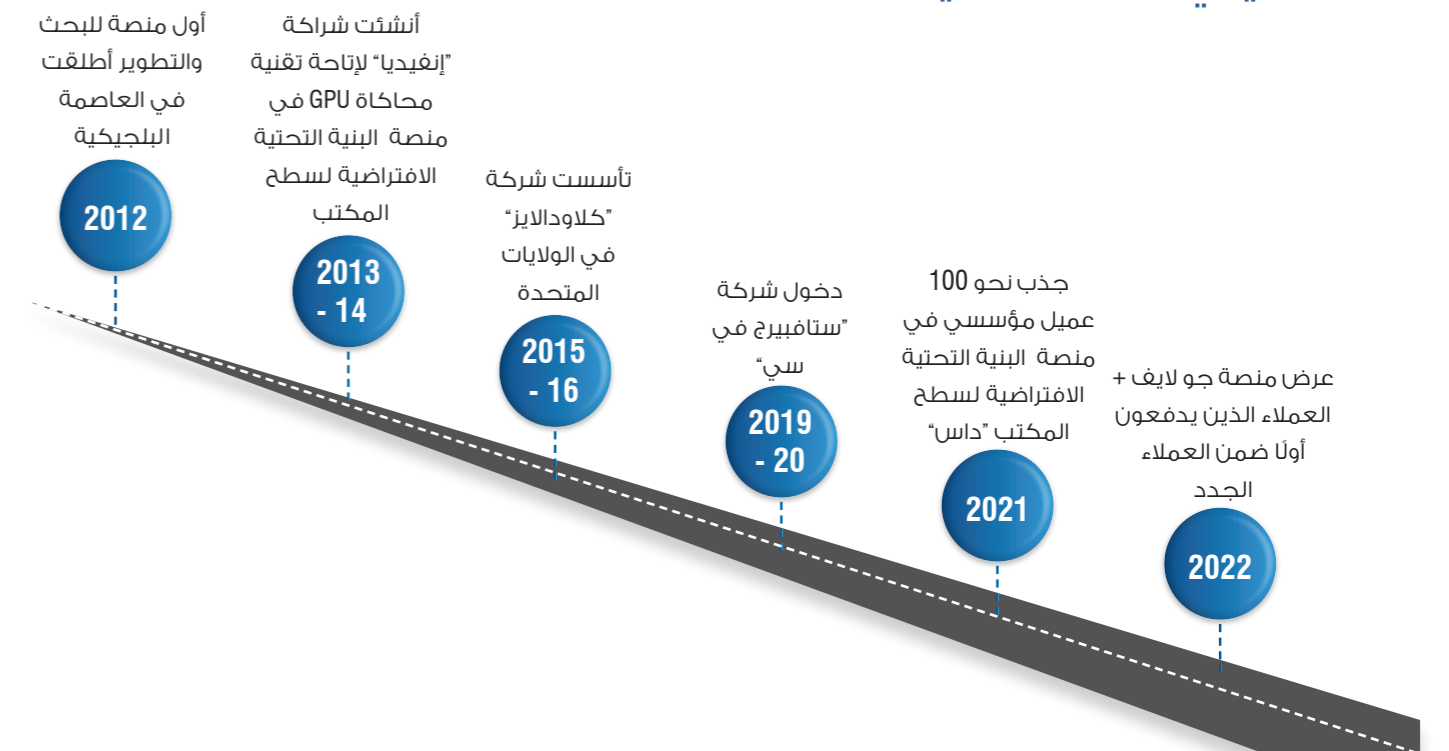 أول منصة للبحث
والتطوير أطلقت
في العاصمة
البلجيكية
2012
أنشئت شراكة
"إنفيديا" لإتاحة تقنية
محاكاة GPU في
منصة البنية التحتية
الافتراضية لسطح
المكتب
2013
- 14
تأسست شركة
"كلاودالايز"
في الولايات
المتحدة
2015
- 16
دخول شركة
"ستافبيرج في
سي"
2019
- 20
جذب نحو 100
عميل مؤسسي في
منصة البنية التحتية
الافتراضية لسطح
المكتب "داس"
2021
عرض منصة جو لايف +
العملاء الذين يدفعون
أولًا ضمن العملاء
الجدد
2022